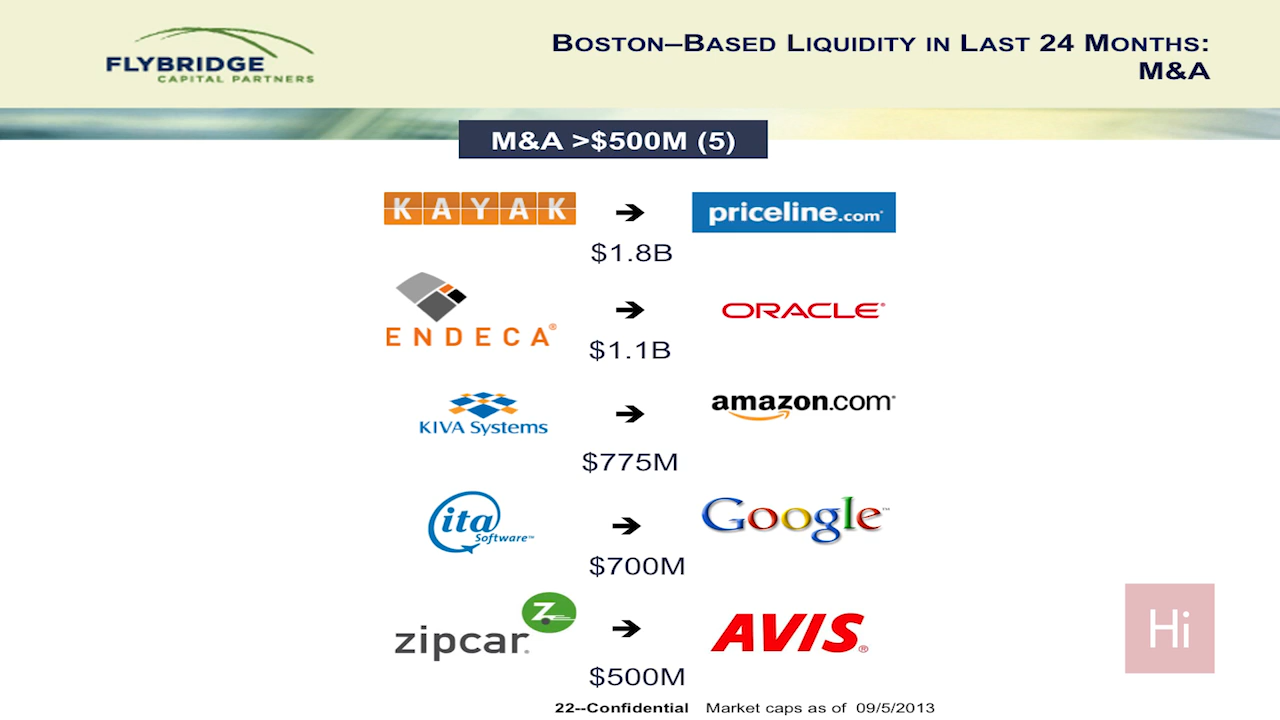 FLYBRIDGE
CAPITAL PARTNERS
BOSTON–BASED LIQUIDITY IN LAST 24 MONTHS:
M&A
M&A >$500M (5)
KAYAK ➔ priceline.com®
$1.8B
ENDECA® ➔ ORACLE®
$1.1B
KIVA Systems ➔ amazon.com®
$775M
ita Software™ ➔ Google™
$700M
Z
zipcar® ➔ AVIS®
$500M
Hi
22--Confidential Market caps as of 09/5/2013